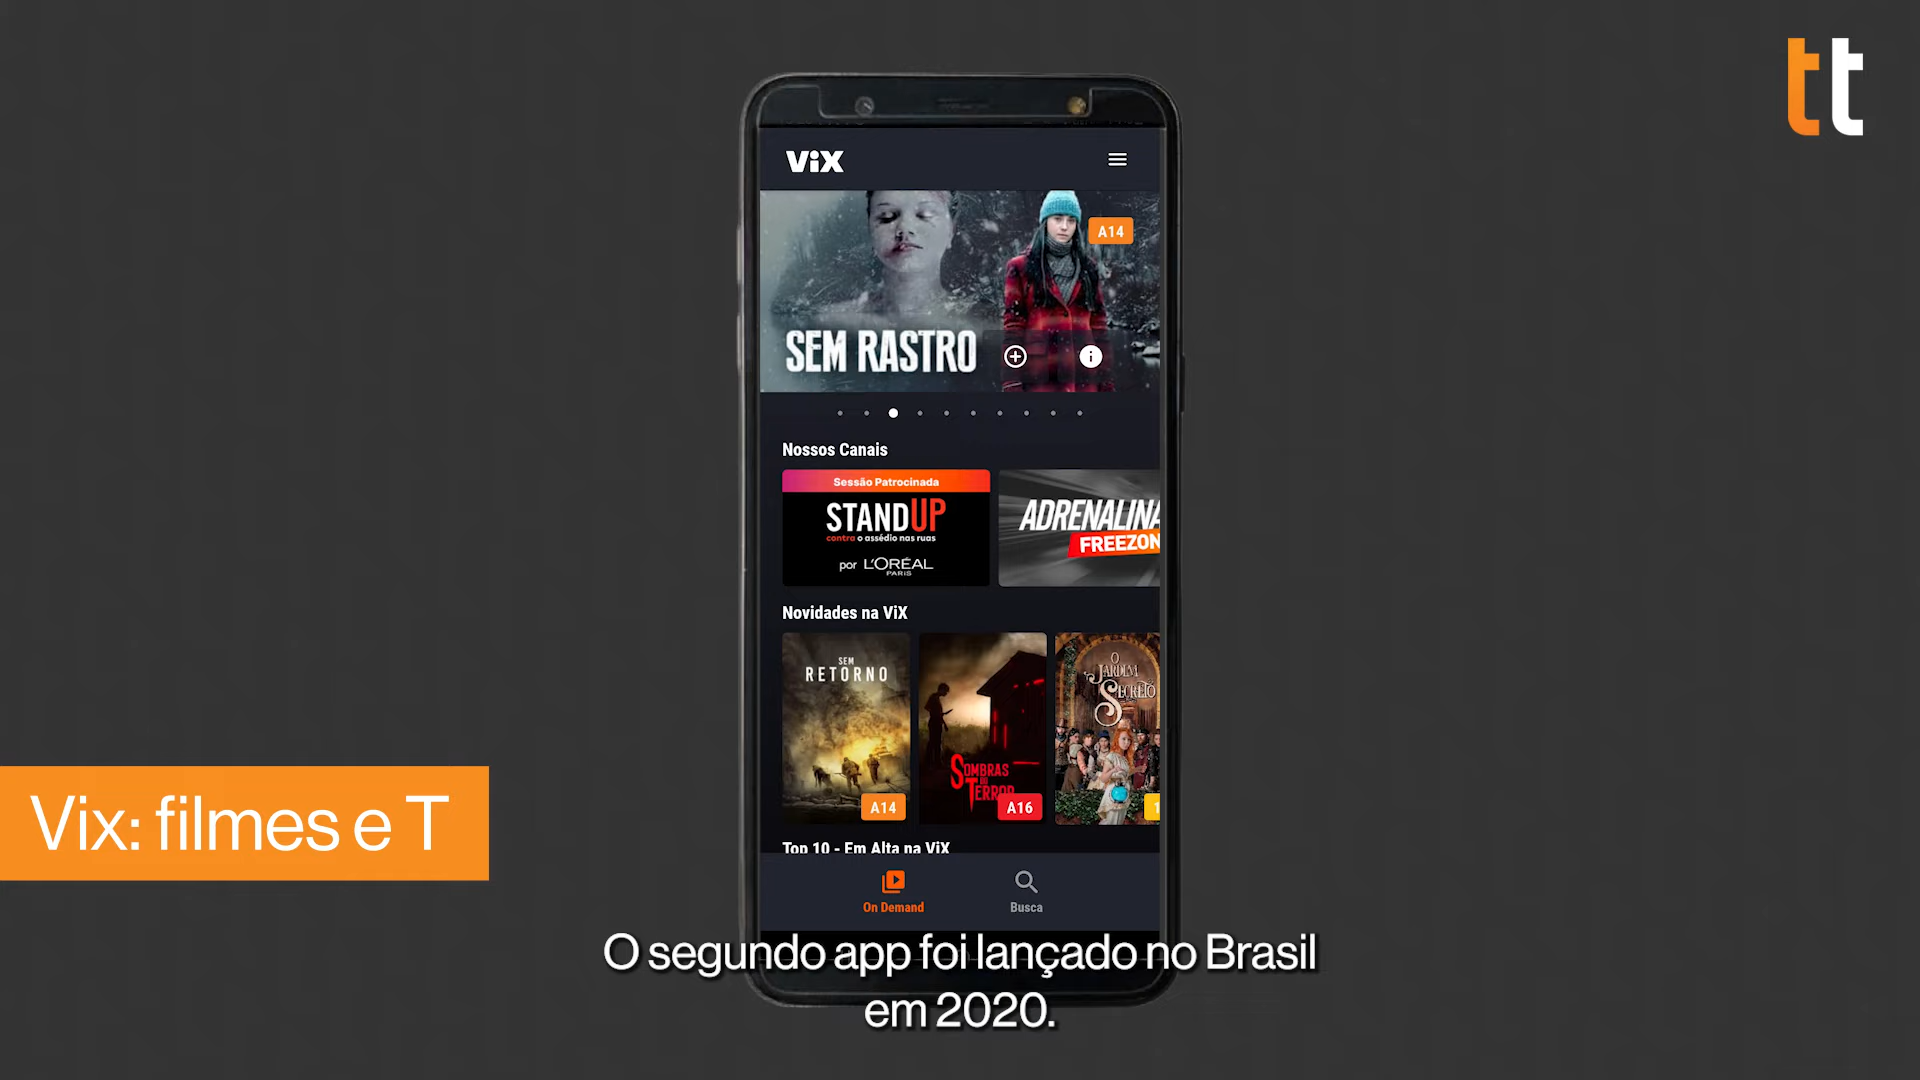 tt
ViX
A14
SEM RASTRO
Nossos Canais
Sessão Patrocinada
STANDUP
contra o assédio nas ruas
por L'ORÉAL
PARIS
ADRENALINA
FREEZON
Novidades na ViX
SEM
RETORNO
A14
SOMBRAS
DO
TERROR
A16
O
JARDIM
SECRETO
1
Top 10 - Em Alta na ViX
On Demand
Busca
Vix: filmes e T
O segundo app foi lançado no Brasil
em 2020.